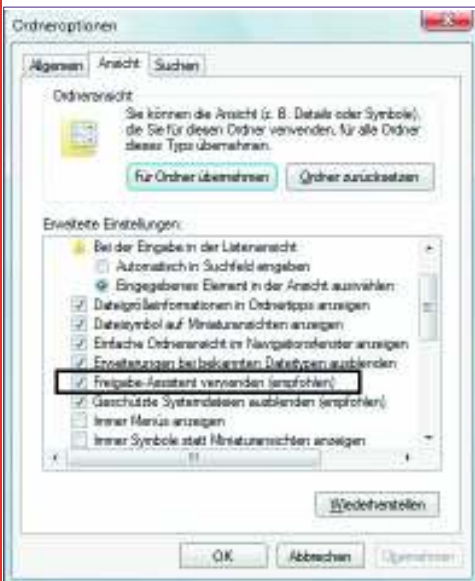 Ordneroptionen
Allgemein Ansicht Suchen
Ordneransicht
Sie können die Ansicht (z. B. Details oder Symbole),
die Sie für diesen Ordner verwenden, für alle Ordner
dieses Typs übernehmen.
Für Ordner übernehmen Ordner zurücksetzen
Erweiterte Einstellungen:
Bei der Eingabe in der Listenansicht
Automatisch in Suchfeld eingeben
Eingegebenes Element in der Ansicht auswählen
Dateigrößeinformationen in Ordnertipps anzeigen
Dateisymbol auf Miniaturansichten anzeigen
Einfache Ordneransicht im Navigationsfenster anzeigen
Erweiterungen bei bekannten Dateitypen ausblenden
Freigabe-Assistent verwenden (empfohlen)
Geschützte Systemdateien ausblenden (empfohlen)
Immer Menüs anzeigen
Immer Symbole statt Miniaturansichten anzeigen
Wiederherstellen
OK Abbrechen Übernehmen